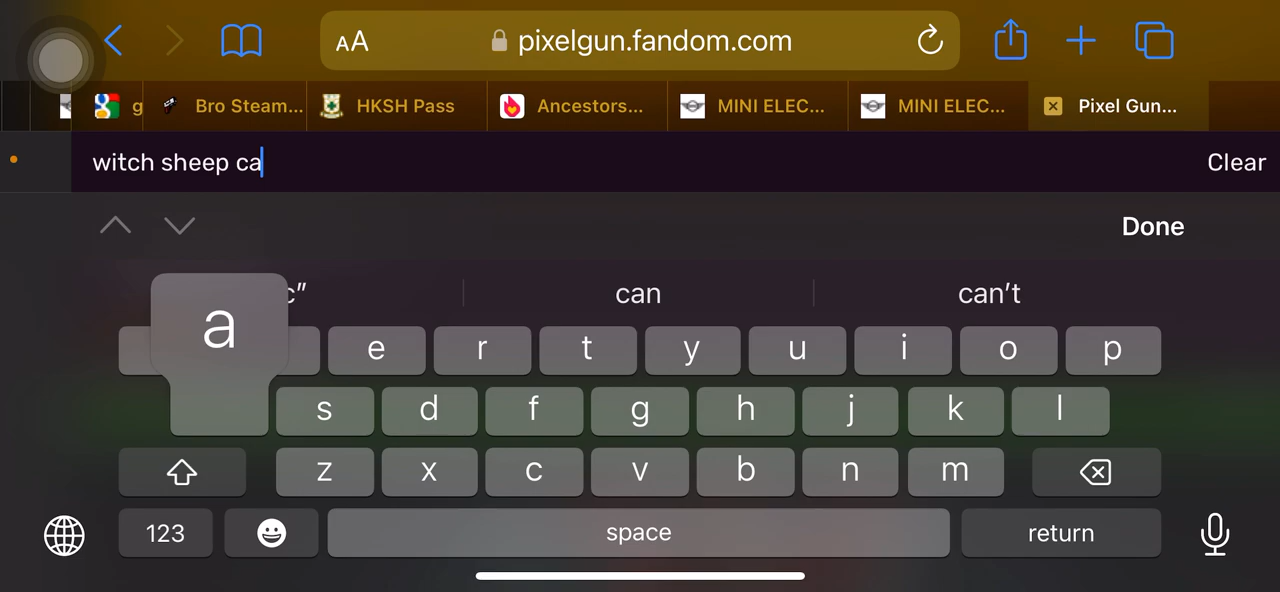 AA pixelgun.fandom.com
g Bro Steam... HKSH Pass Ancestors... MINI ELEC... MINI ELEC... Pixel Gun...
witch sheep ca Clear
Done
c” can can’t
a e r t y u i o p
s d f g h j k l
z x c v b n m
123 space return